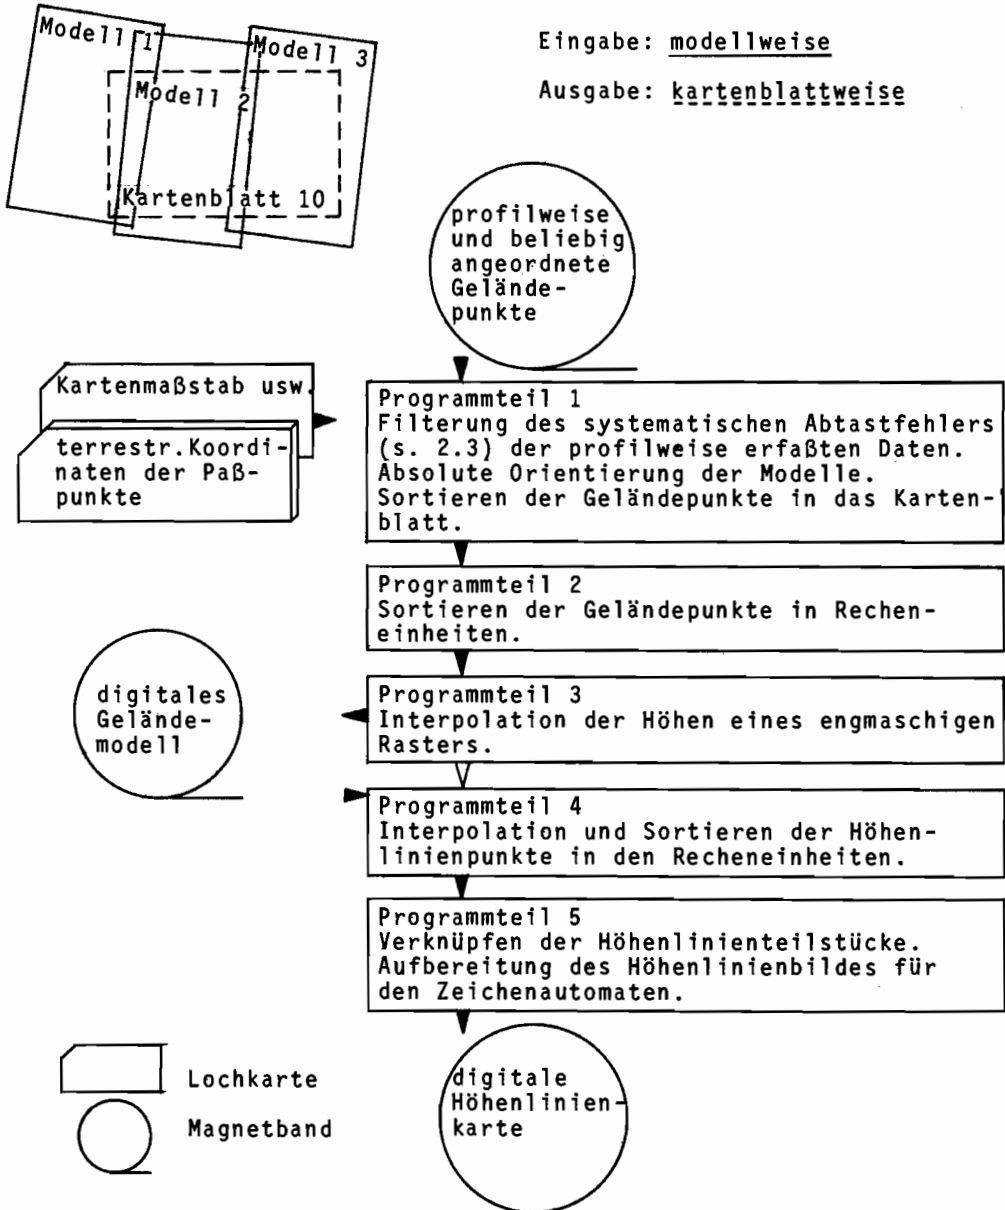 Modell 1
Modell 3
Modell 2
Kartenblatt 10
Eingabe: modellweise
Ausgabe: kartenblattweise
profilweise
und beliebig
angeordnete
Gelände-
punkte
Kartenmaßstab usw.
terrestr.Koordi-
naten der Paß-
punkte
Programmteil 1
Filterung des systematischen Abtastfehlers
(s. 2.3) der profilweise erfaßten Daten.
Absolute Orientierung der Modelle.
Sortieren der Geländepunkte in das Karten-
blatt.
Programmteil 2
Sortieren der Geländepunkte in Rechen-
einheiten.
digitales
Gelände-
modell
Programmteil 3
Interpolation der Höhen eines engmaschigen
Rasters.
Programmteil 4
Interpolation und Sortieren der Höhen-
linienpunkte in den Recheneinheiten.
Programmteil 5
Verknüpfen der Höhenlinienteilstücke.
Aufbereitung des Höhenlinienbildes für
den Zeichenautomaten.
Lochkarte
Magnetband
digitale
Höhenlinien-
karte